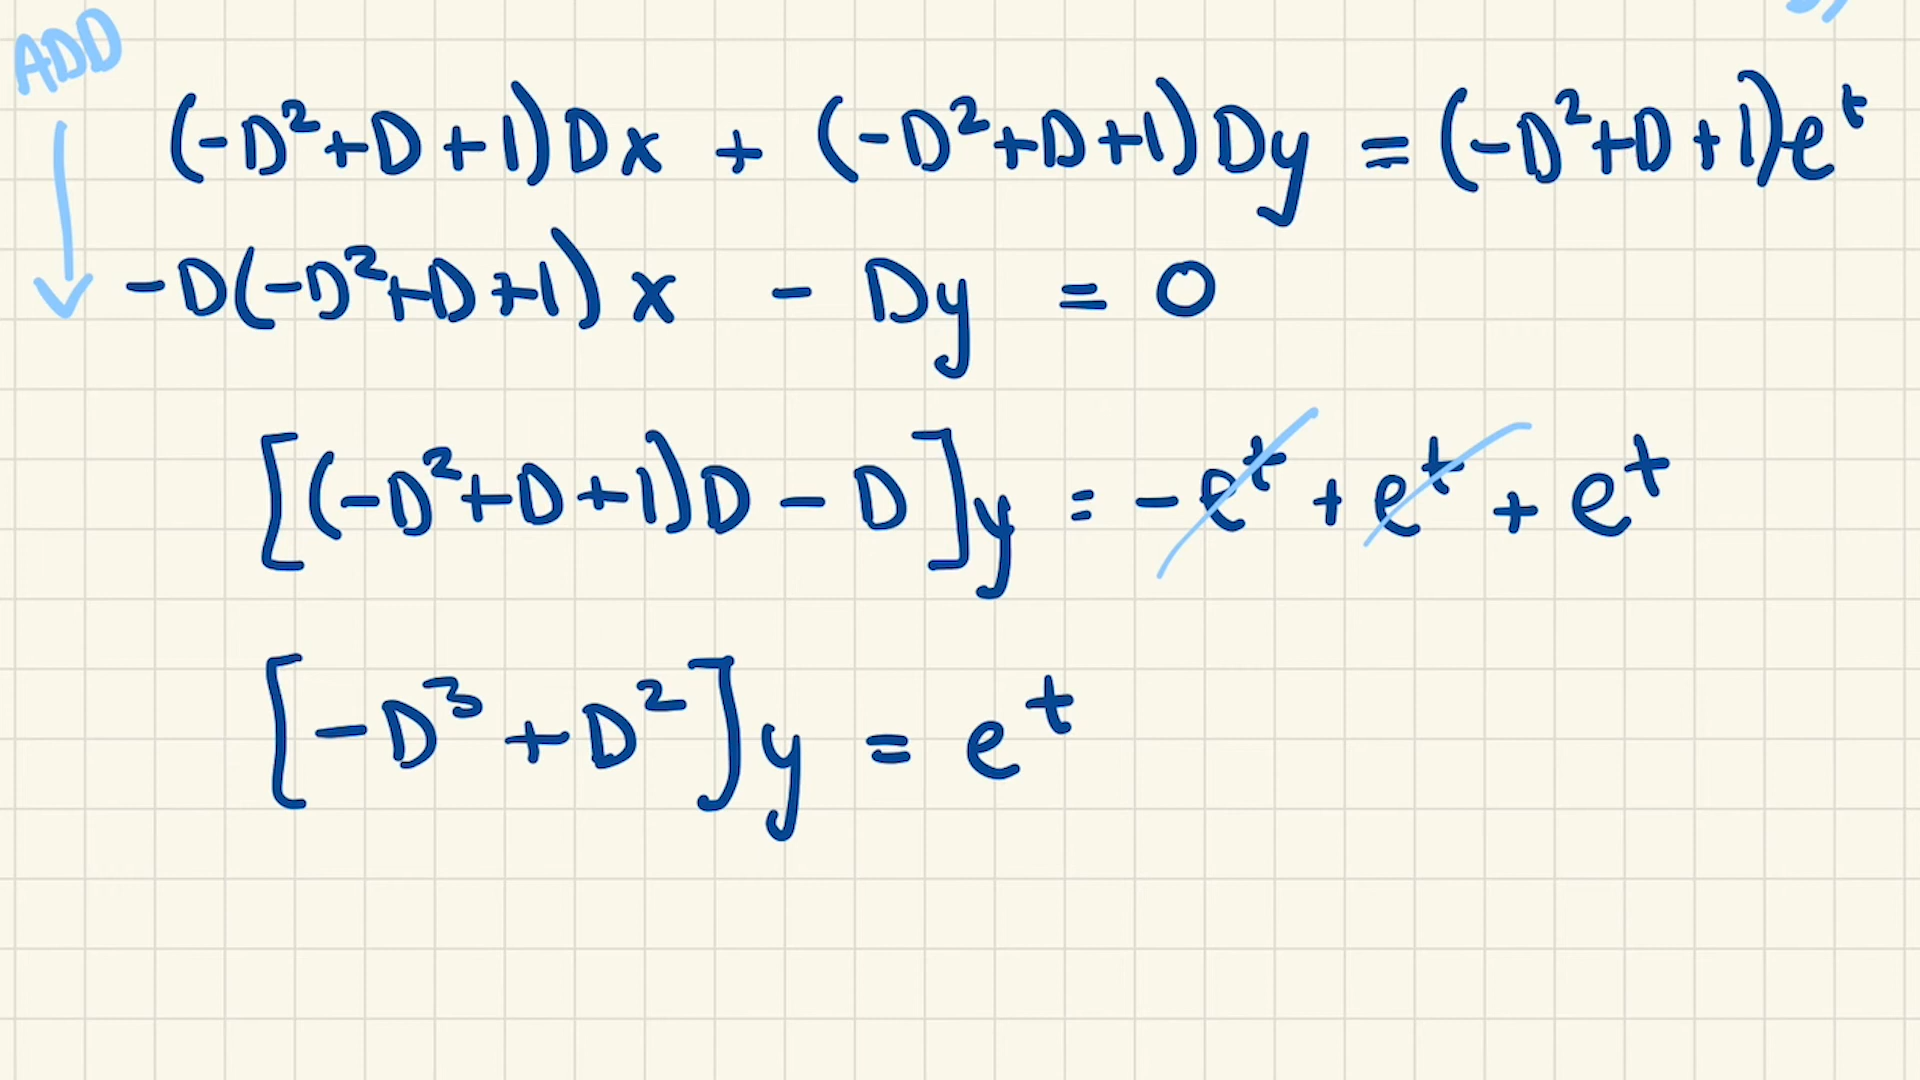 ADD
(-D²+D+1)Dx + (-D²+D+1)Dy = (-D²+D+1)eᵗ
-D(-D²+D+1)x - Dy = 0
[(-D²+D+1)D - D]y = -eᵗ + eᵗ + eᵗ
[-D³+D²]y = eᵗ